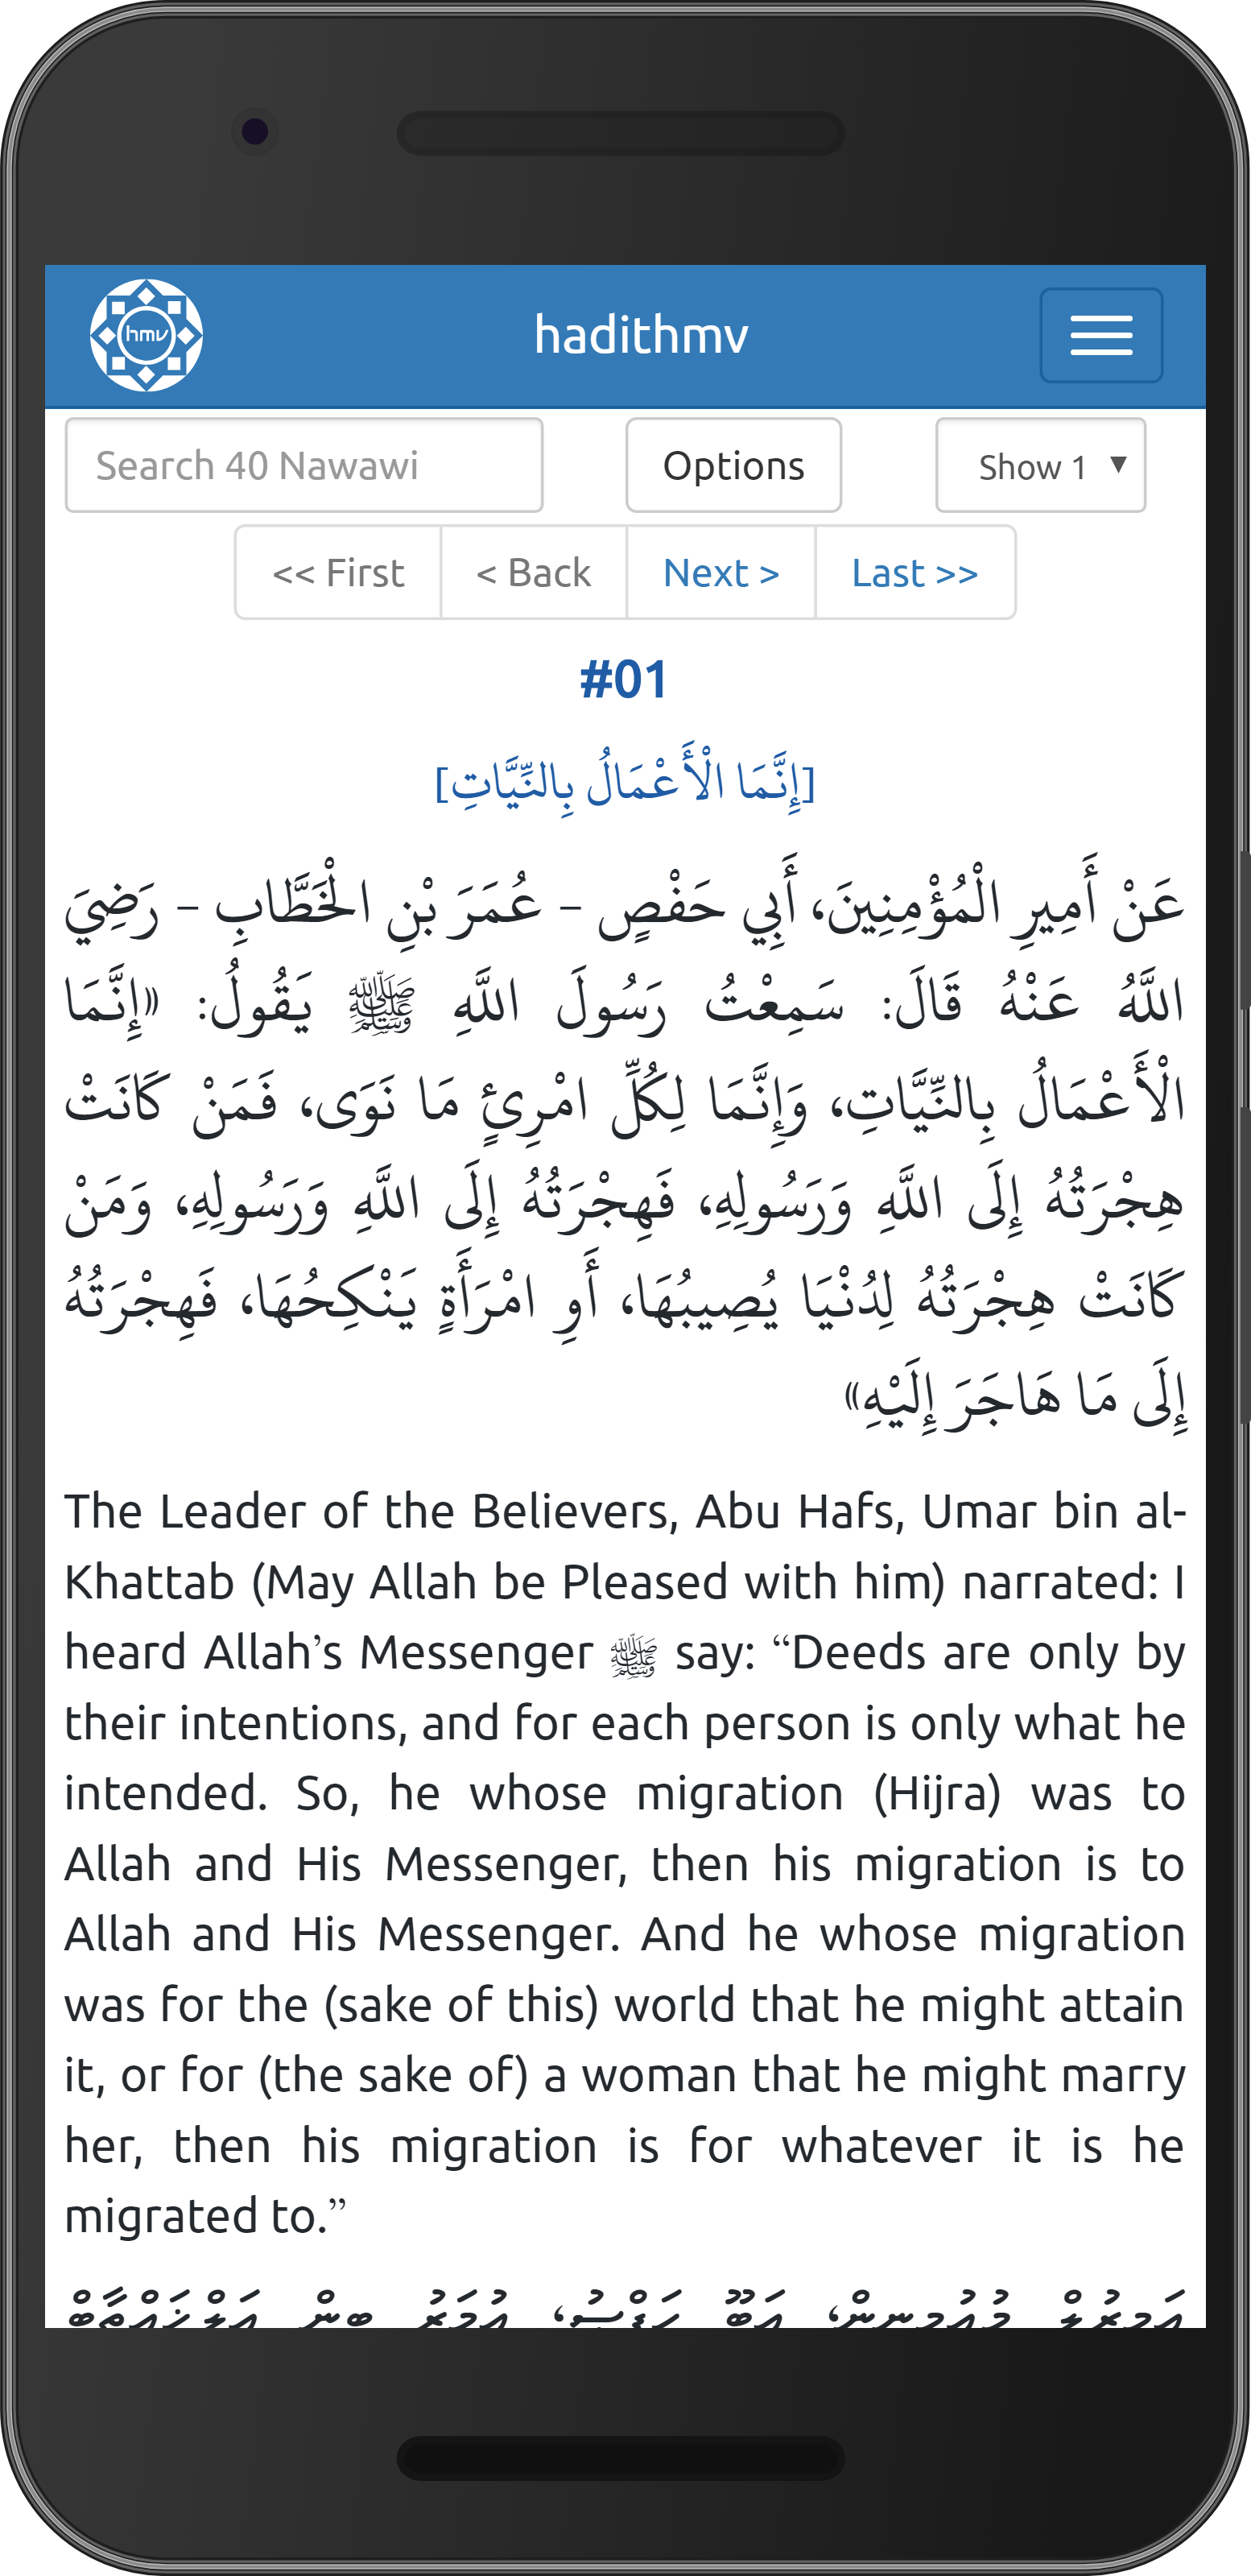 hmv
hadithmv
Search 40 Nawawi
Options
Show 1 ▼
<< First
< Back
Next >
Last >>
#01
[إِنَّمَا الْأَعْمَالُ بِالنِّيَّاتِ]
عَنْ أَمِيرِ الْمُؤْمِنِينَ، أَبِي حَفْصٍ – عُمَرَ بْنِ الْخَطَّابِ – رَضِيَ
اللَّهُ عَنْهُ قَالَ: سَمِعْتُ رَسُولَ اللَّهِ ﷺ يَقُولُ: «إِنَّمَا
الْأَعْمَالُ بِالنِّيَّاتِ، وَإِنَّمَا لِكُلِّ امْرِئٍ مَا نَوَى، فَمَنْ كَانَتْ
هِجْرَتُهُ إِلَى اللَّهِ وَرَسُولِهِ، فَهِجْرَتُهُ إِلَى اللَّهِ وَرَسُولِهِ، وَمَنْ
كَانَتْ هِجْرَتُهُ لِدُنْيَا يُصِيبُهَا، أَوِ امْرَأَةٍ يَنْكِحُهَا، فَهِجْرَتُهُ
إِلَى مَا هَاجَرَ إِلَيْهِ»
The Leader of the Believers, Abu Hafs, Umar bin al-
Khattab (May Allah be Pleased with him) narrated: I
heard Allah’s Messenger ﷺ say: “Deeds are only by
their intentions, and for each person is only what he
intended. So, he whose migration (Hijra) was to
Allah and His Messenger, then his migration is to
Allah and His Messenger. And he whose migration
was for the (sake of this) world that he might attain
it, or for (the sake of) a woman that he might marry
her, then his migration is for whatever it is he
migrated to.”